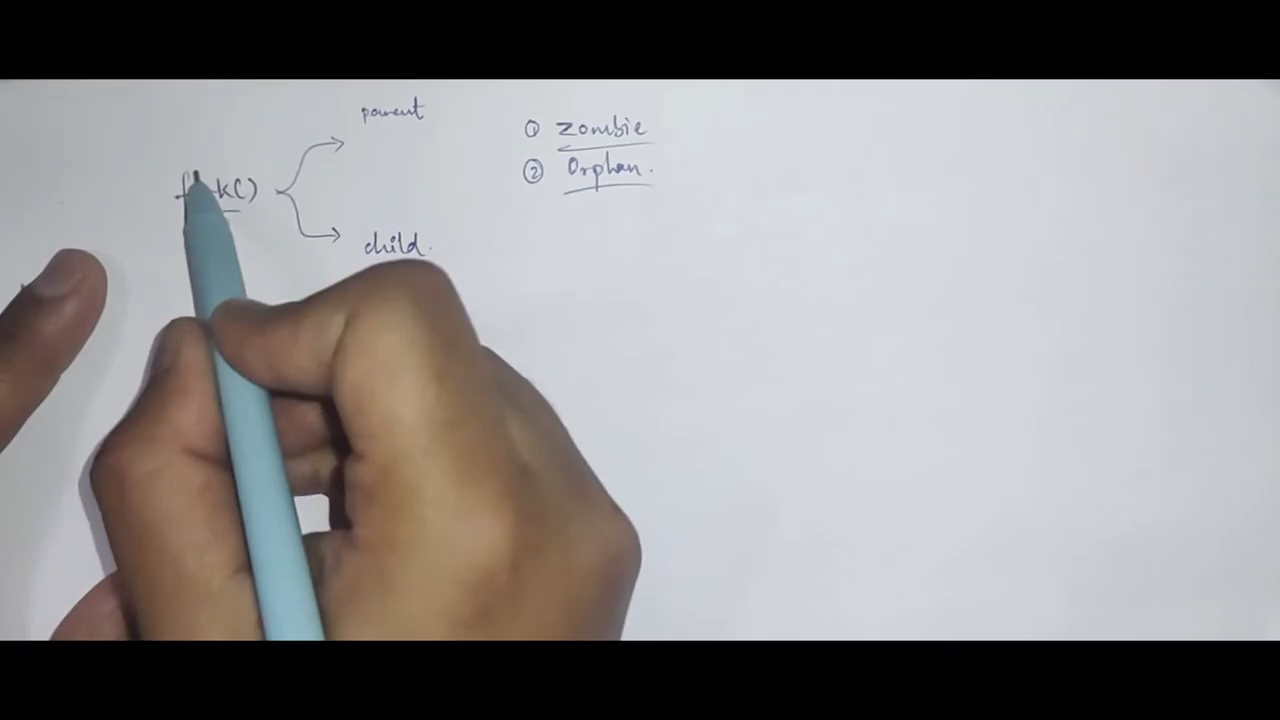 parent
① Zombie
② Orphan.
child.